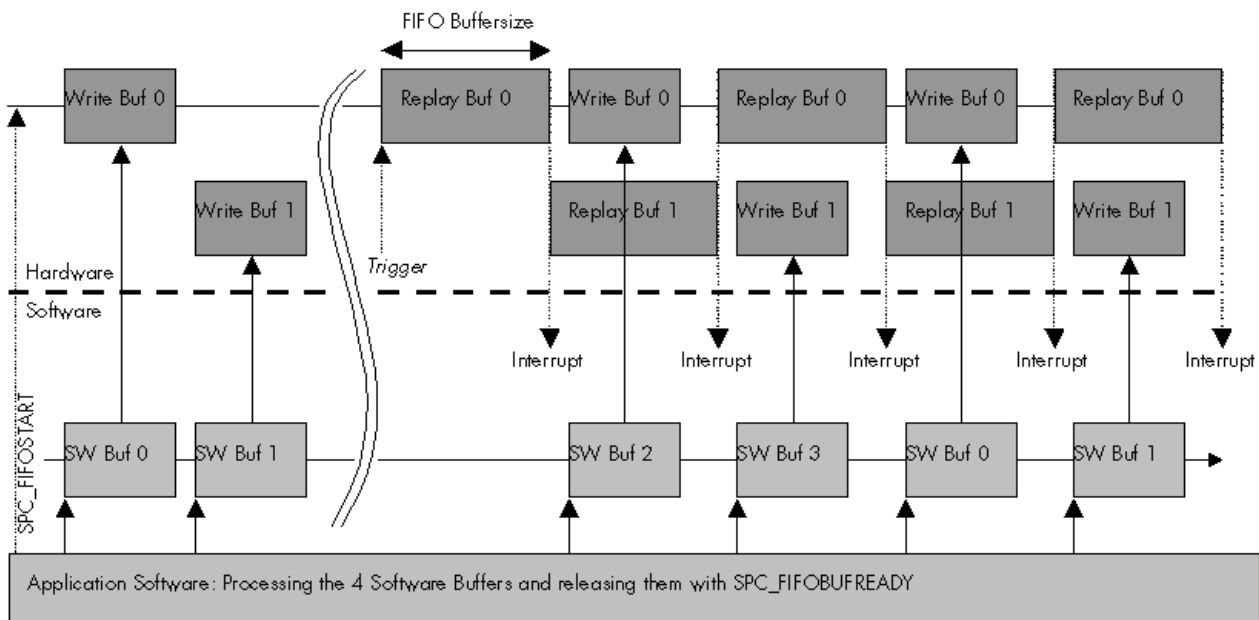 FIFO Buffersize
Write Buf 0
Replay Buf 0
Write Buf 0
Replay Buf 0
Write Buf 0
Replay Buf 0
Write Buf 1
Replay Buf 1
Write Buf 1
Replay Buf 1
Write Buf 1
Hardware
Trigger
Software
Interrupt
Interrupt
Interrupt
Interrupt
Interrupt
SPC_FIFOSTART
SW Buf 0
SW Buf 1
SW Buf 2
SW Buf 3
SW Buf 0
SW Buf 1
Application Software: Processing the 4 Software Buffers and releasing them with SPC_FIFOBUFREADY